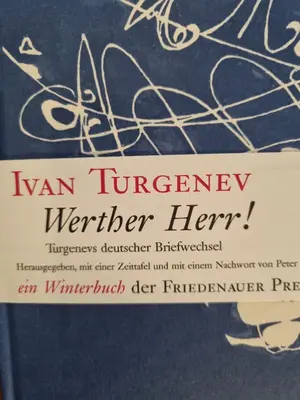 IVAN TURGENEV
Werther Herr!
Turgenevs deutscher Briefwechsel
Herausgegeben, mit einer Zeittafel und mit einem Nachwort von Peter
ein Winterbuch der FRIEDENAUER PRE